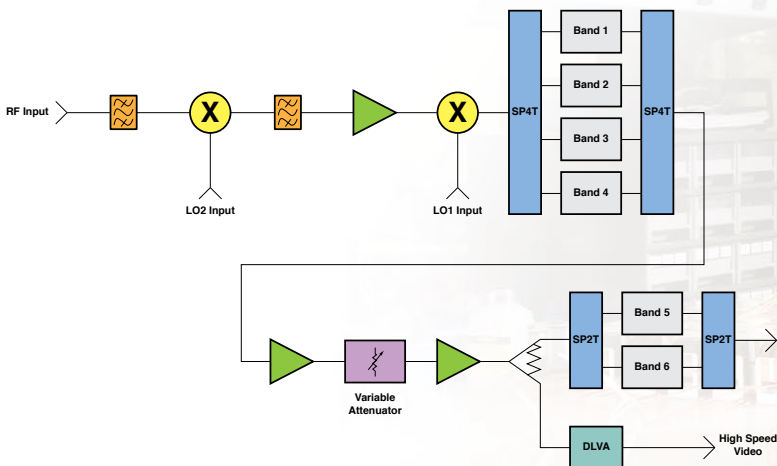 Band 1
Band 2
SP4T
SP4T
RF Input
X
X
Band 3
Band 4
LO2 Input
LO1 Input
Band 5
SP2T
SP2T
Band 6
Variable
Attenuator
High Speed
Video
DLVA